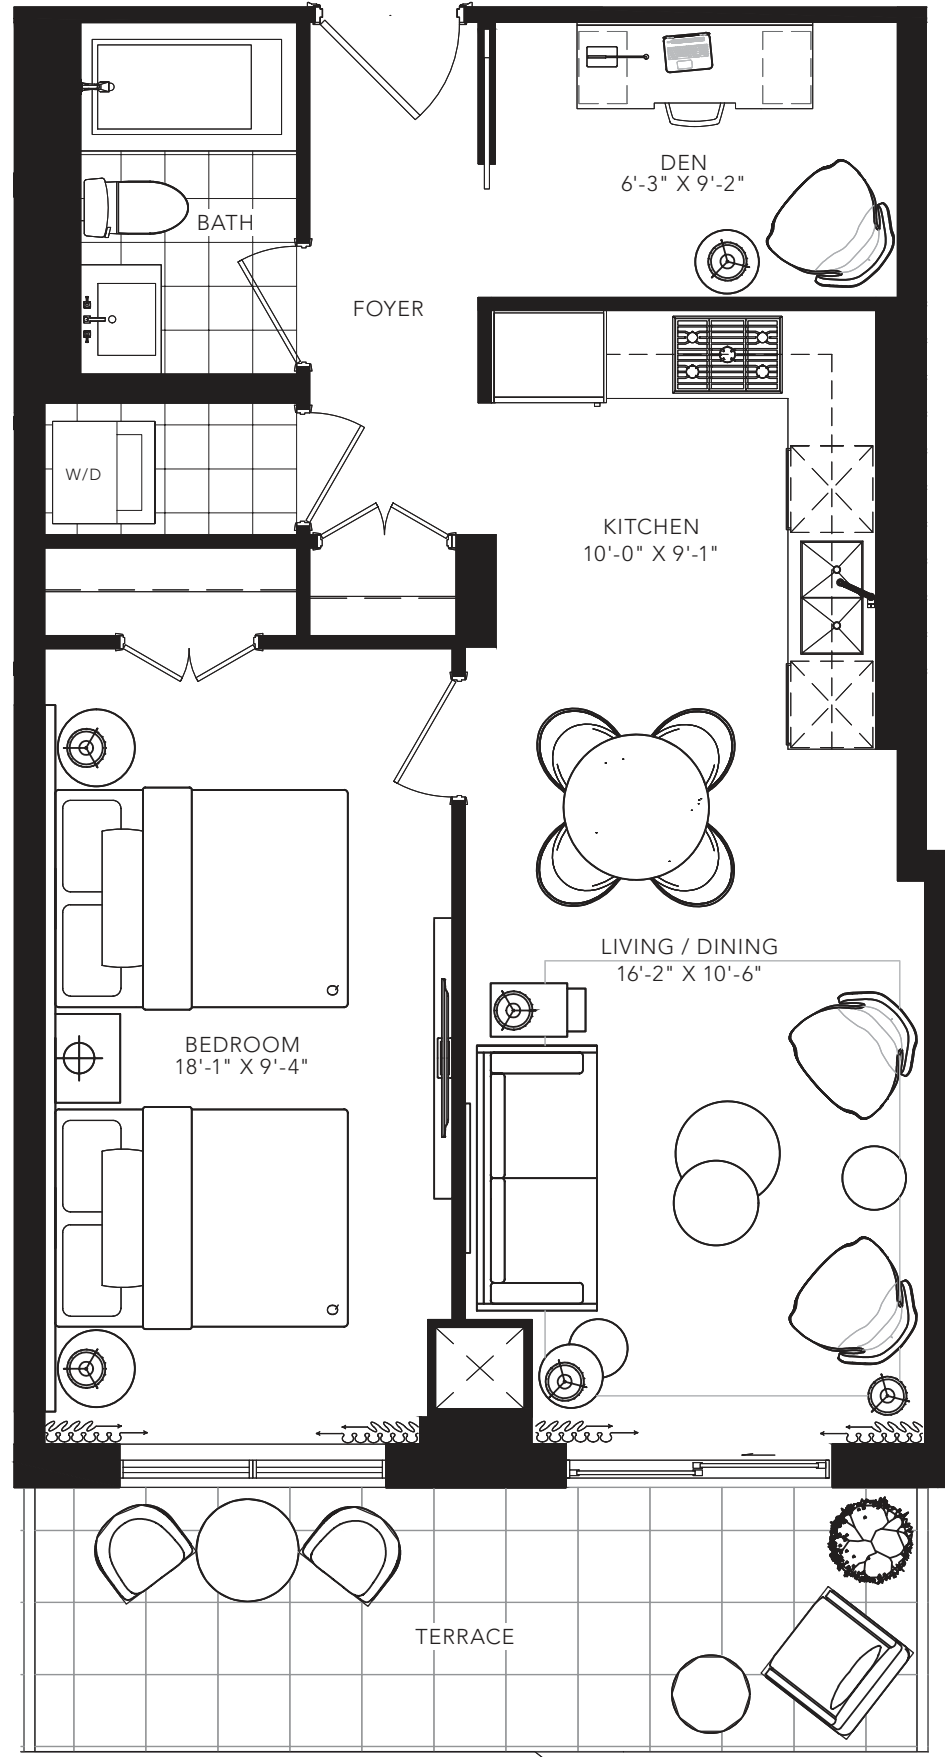 DEN
6'-3" X 9'-2"
BATH
FOYER
W/D
KITCHEN
10'-0" X 9'-1"
LIVING / DINING
16'-2" X 10'-6"
BEDROOM
18'-1" X 9'-4"
Q
Q
TERRACE